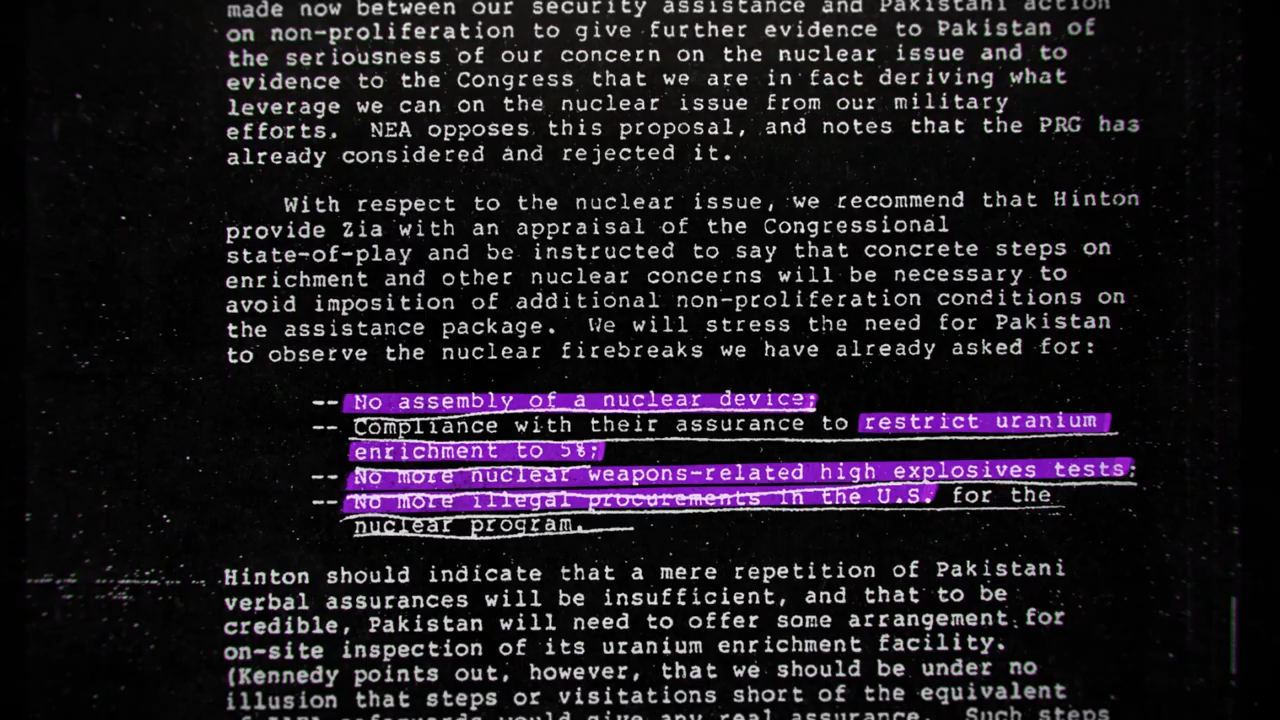 made now between our security assistance and Pakistani action
on non-proliferation to give further evidence to Pakistan of
the seriousness of our concern on the nuclear issue and to
evidence to the Congress that we are in fact deriving what
leverage we can on the nuclear issue from our military
efforts. NEA opposes this proposal, and notes that the PRG has
already considered and rejected it.
With respect to the nuclear issue, we recommend that Hinton
provide Zia with an appraisal of the Congressional
state-of-play and be instructed to say that concrete steps on
enrichment and other nuclear concerns will be necessary to
avoid imposition of additional non-proliferation conditions on
the assistance package. We will stress the need for Pakistan
to observe the nuclear firebreaks we have already asked for:
-- No assembly of a nuclear device;
-- Compliance with their assurance to restrict uranium
enrichment to 5%;
-- No more nuclear weapons-related high explosives tests;
-- No more illegal procurements in the U.S. for the
nuclear program.
Hinton should indicate that a mere repetition of Pakistani
verbal assurances will be insufficient, and that to be
credible, Pakistan will need to offer some arrangement for
on-site inspection of its uranium enrichment facility.
(Kennedy points out, however, that we should be under no
illusion that steps or visitations short of the equivalent
of IAEA safeguards would give any real assurance. Such steps